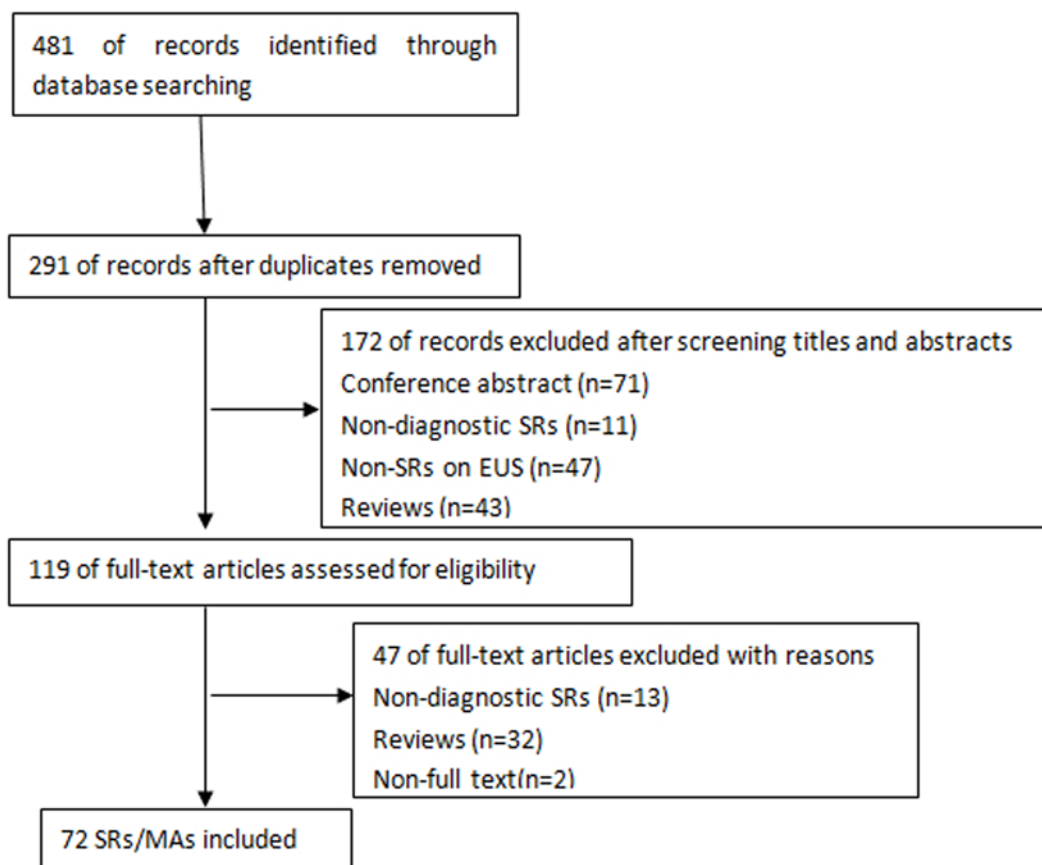 481 of records identified through
database searching
291 of records after duplicates removed
172 of records excluded after screening titles and abstracts
Conference abstract (n=71)
Non-diagnostic SRs (n=11)
Non-SRs on EUS (n=47)
Reviews (n=43)
119 of full-text articles assessed for eligibility
47 of full-text articles excluded with reasons
Non-diagnostic SRs (n=13)
Reviews (n=32)
Non-full text(n=2)
72 SRs/MAs included